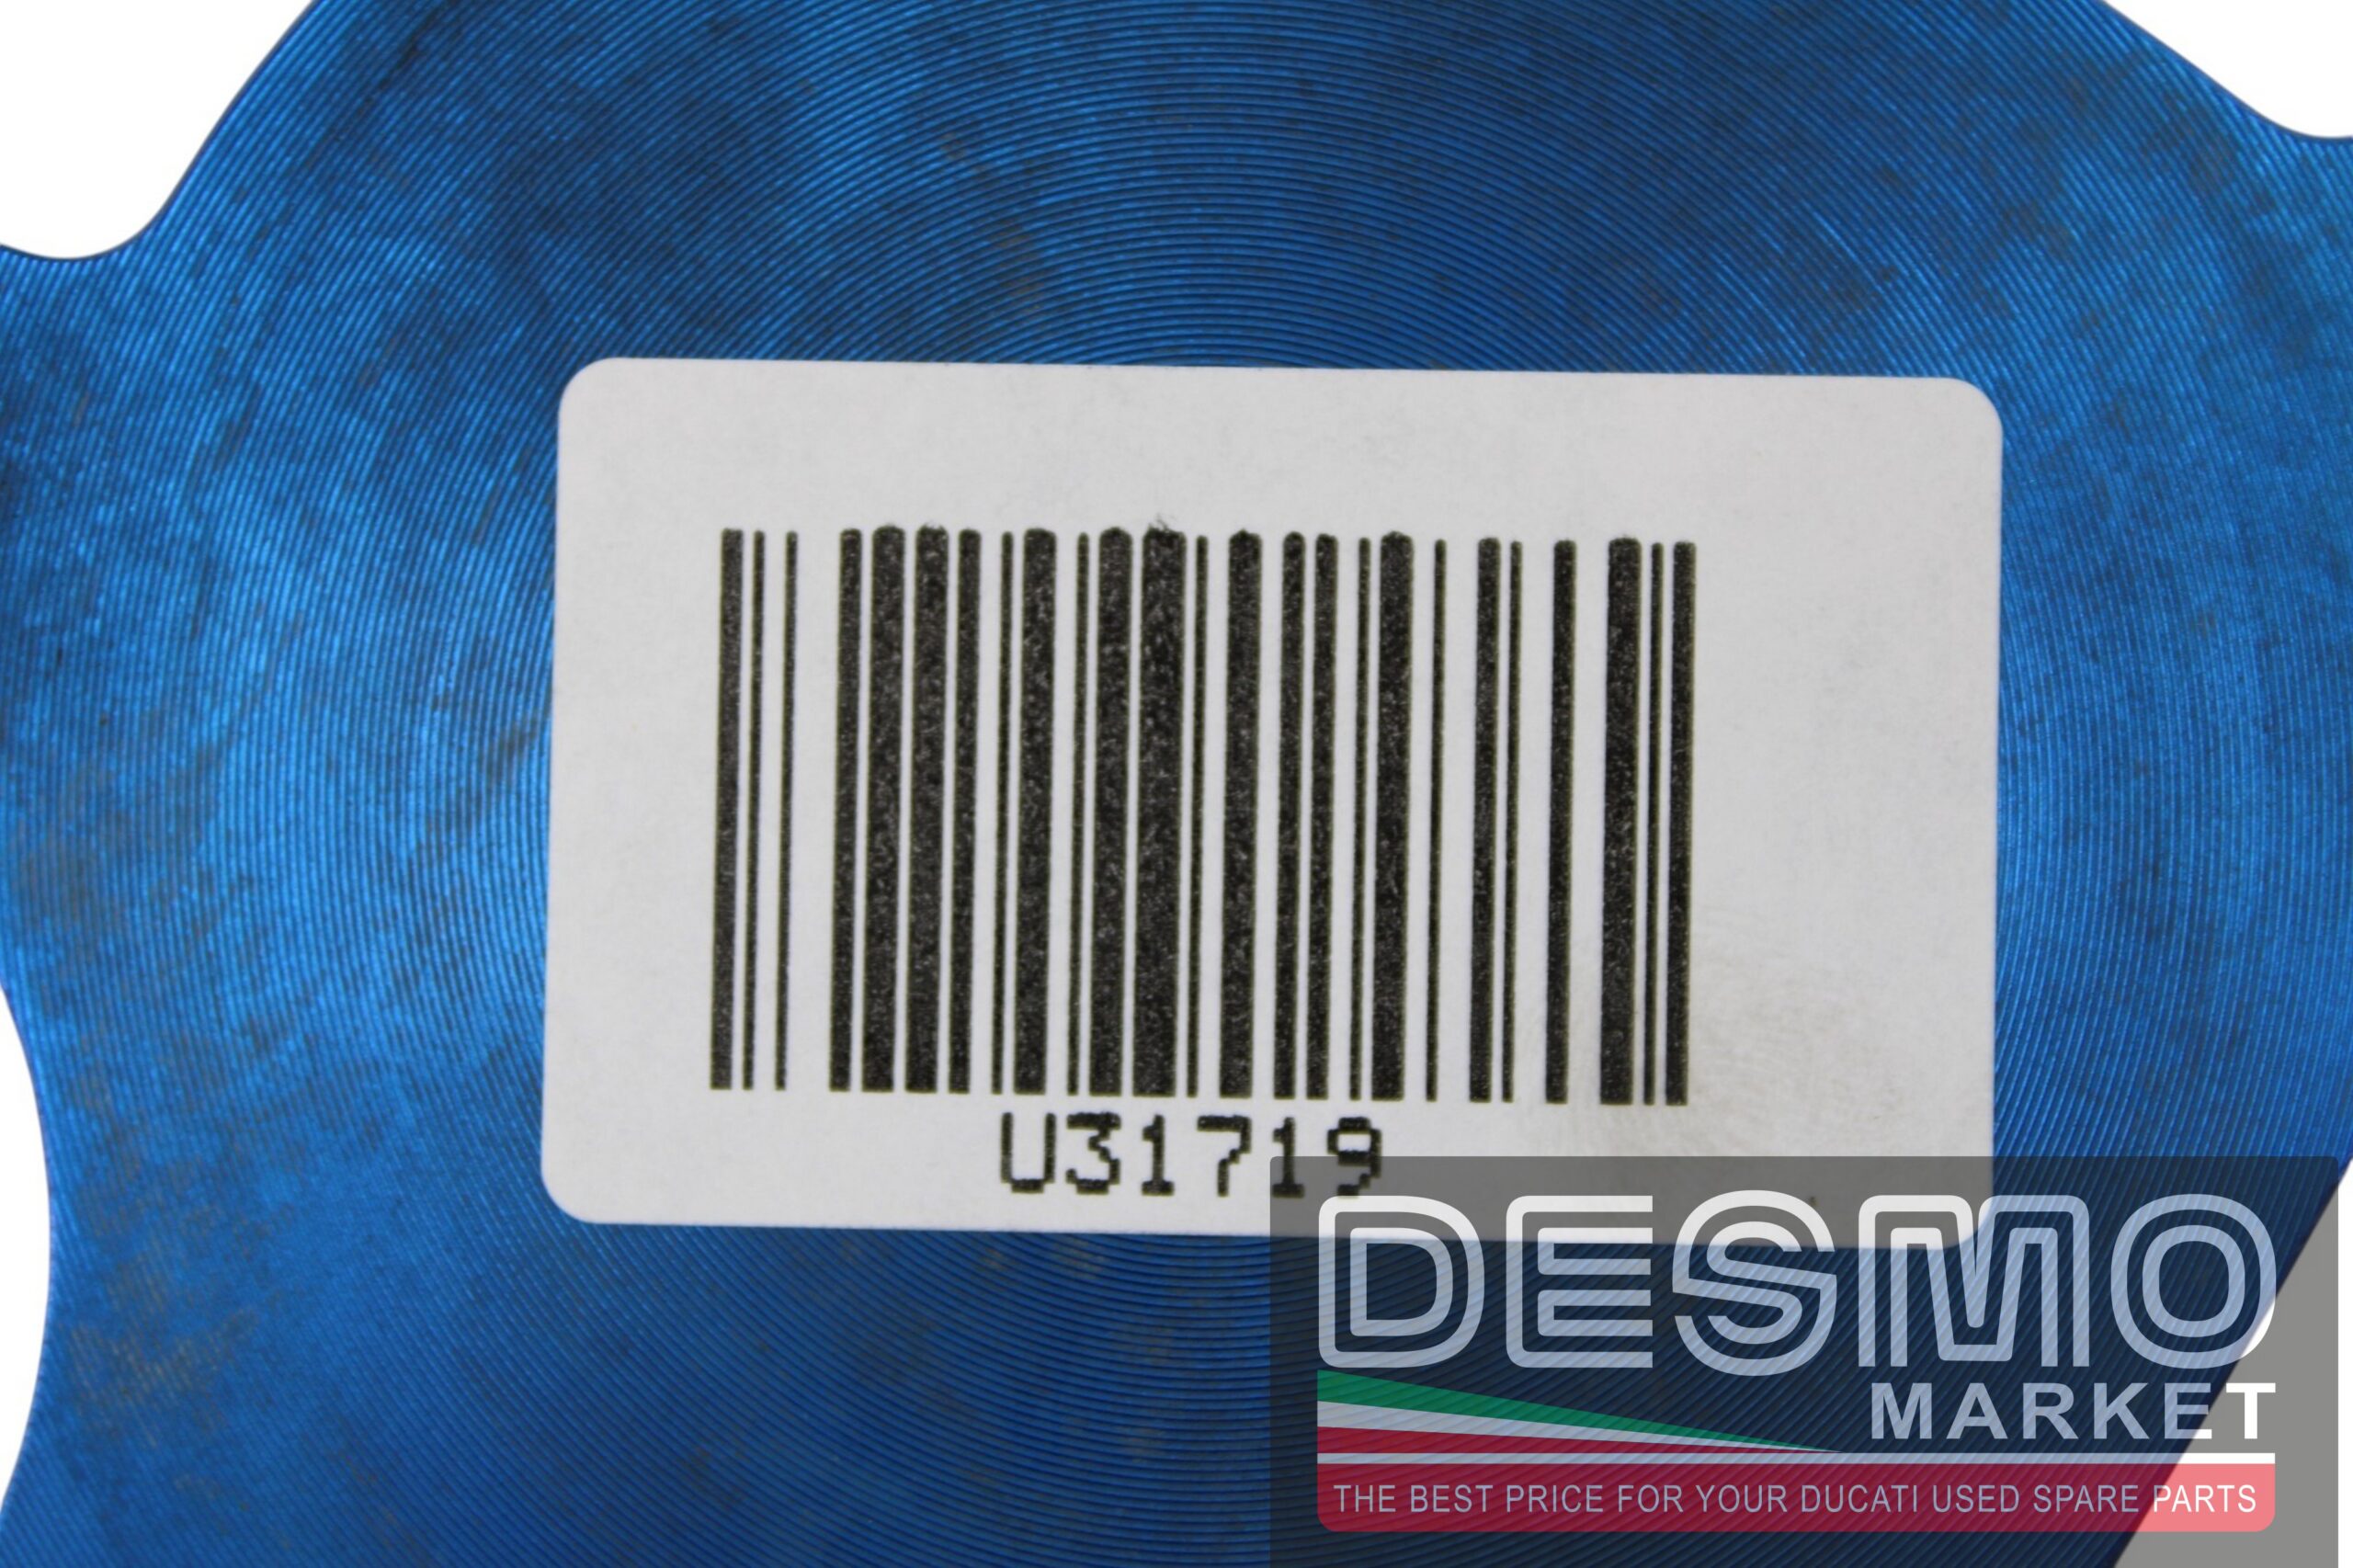 U31719
DESMO
MARKET
THE BEST PRICE FOR YOUR DUCATI USED SPARE PARTS